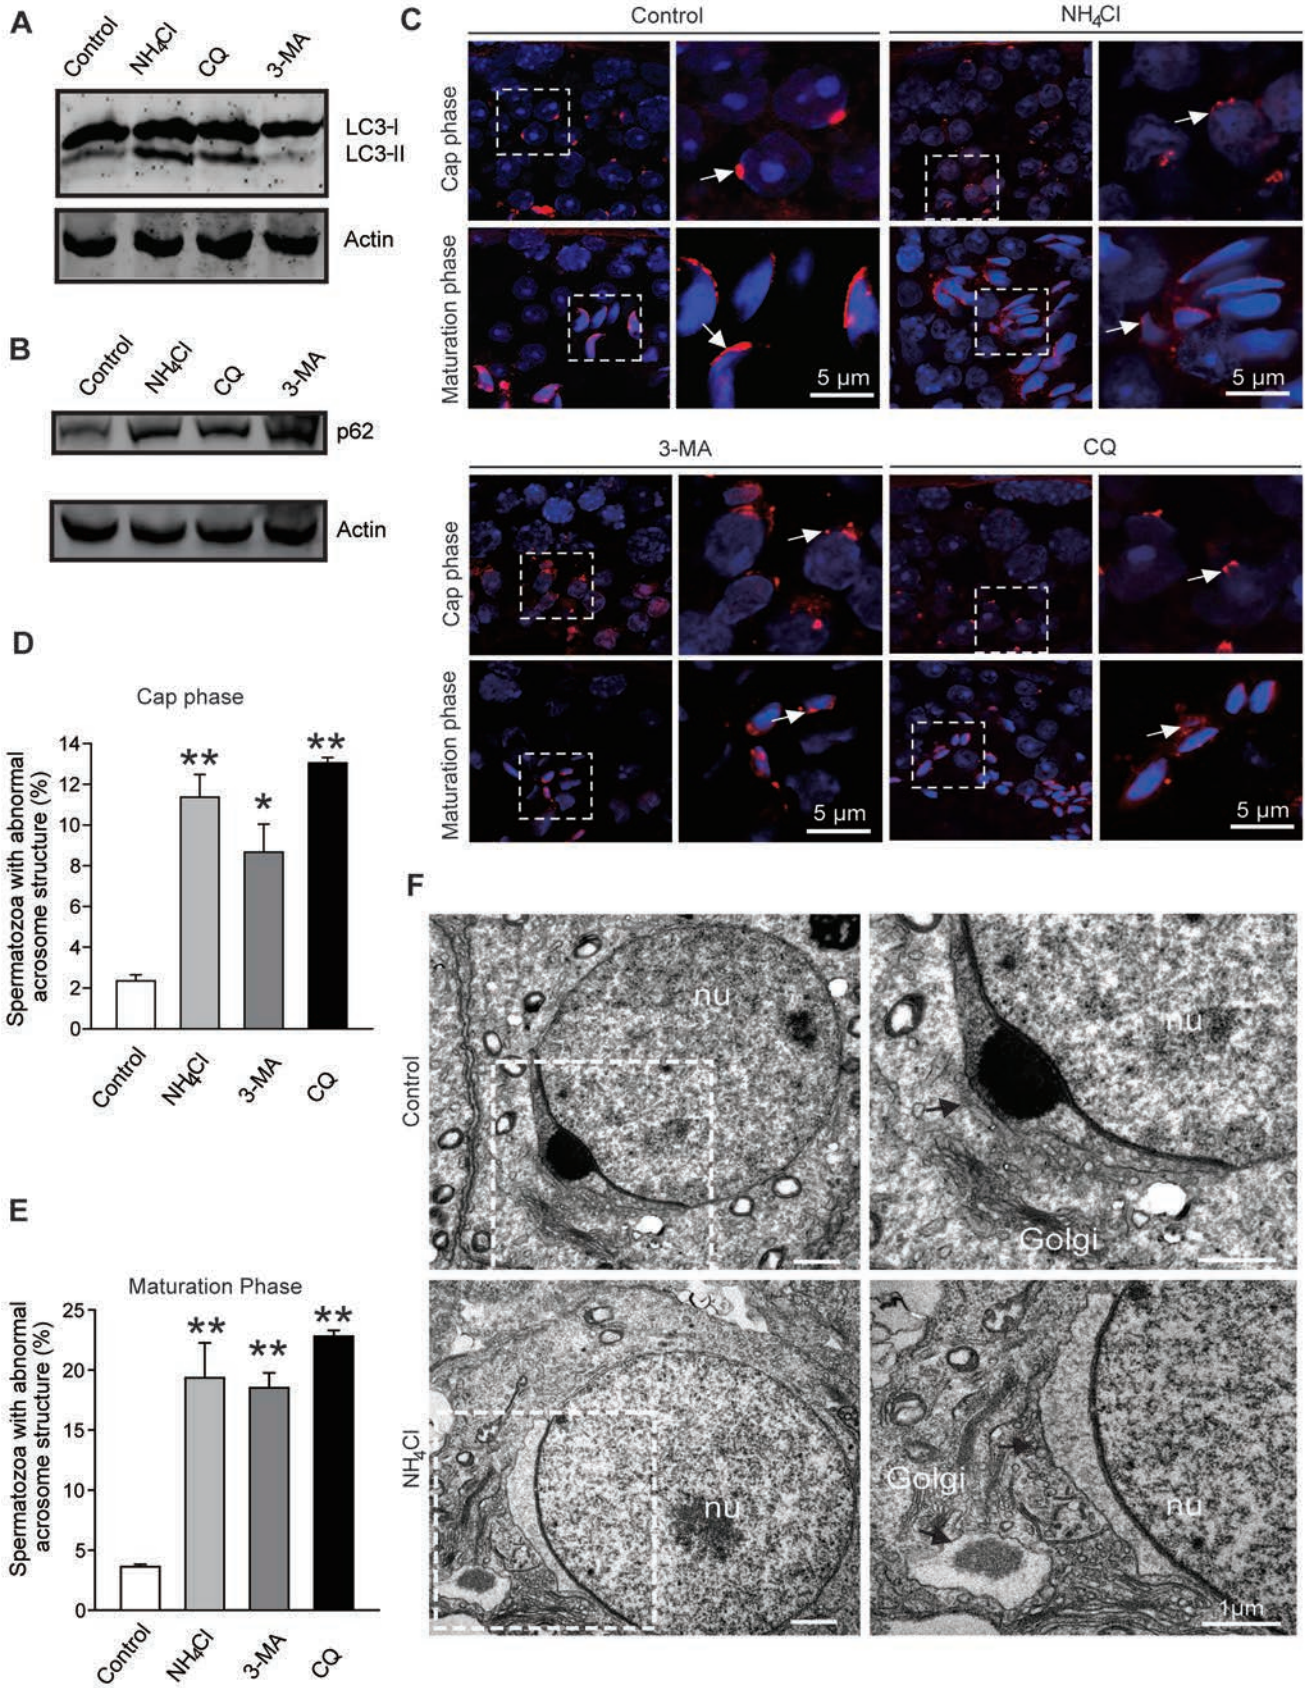 A
Control
NH4Cl
CQ
3-MA
LC3-I
LC3-II
Actin
B
Control
NH4Cl
CQ
3-MA
p62
Actin
C
Control
NH4Cl
Cap phase
Maturation phase
5 µm
5 µm
3-MA
CQ
Cap phase
Maturation phase
5 µm
5 µm
D
Cap phase
Spermatozoa with abnormal
acrosome structure (%)
14
12
10
8
6
4
2
0
**
*
**
Control
NH4Cl
3-MA
CQ
E
Maturation Phase
Spermatozoa with abnormal
acrosome structure (%)
25
20
15
10
5
0
**
**
**
Control
NH4Cl
3-MA
CQ
F
Control
nu
nu
Golgi
NH4Cl
nu
Golgi
nu
1µm